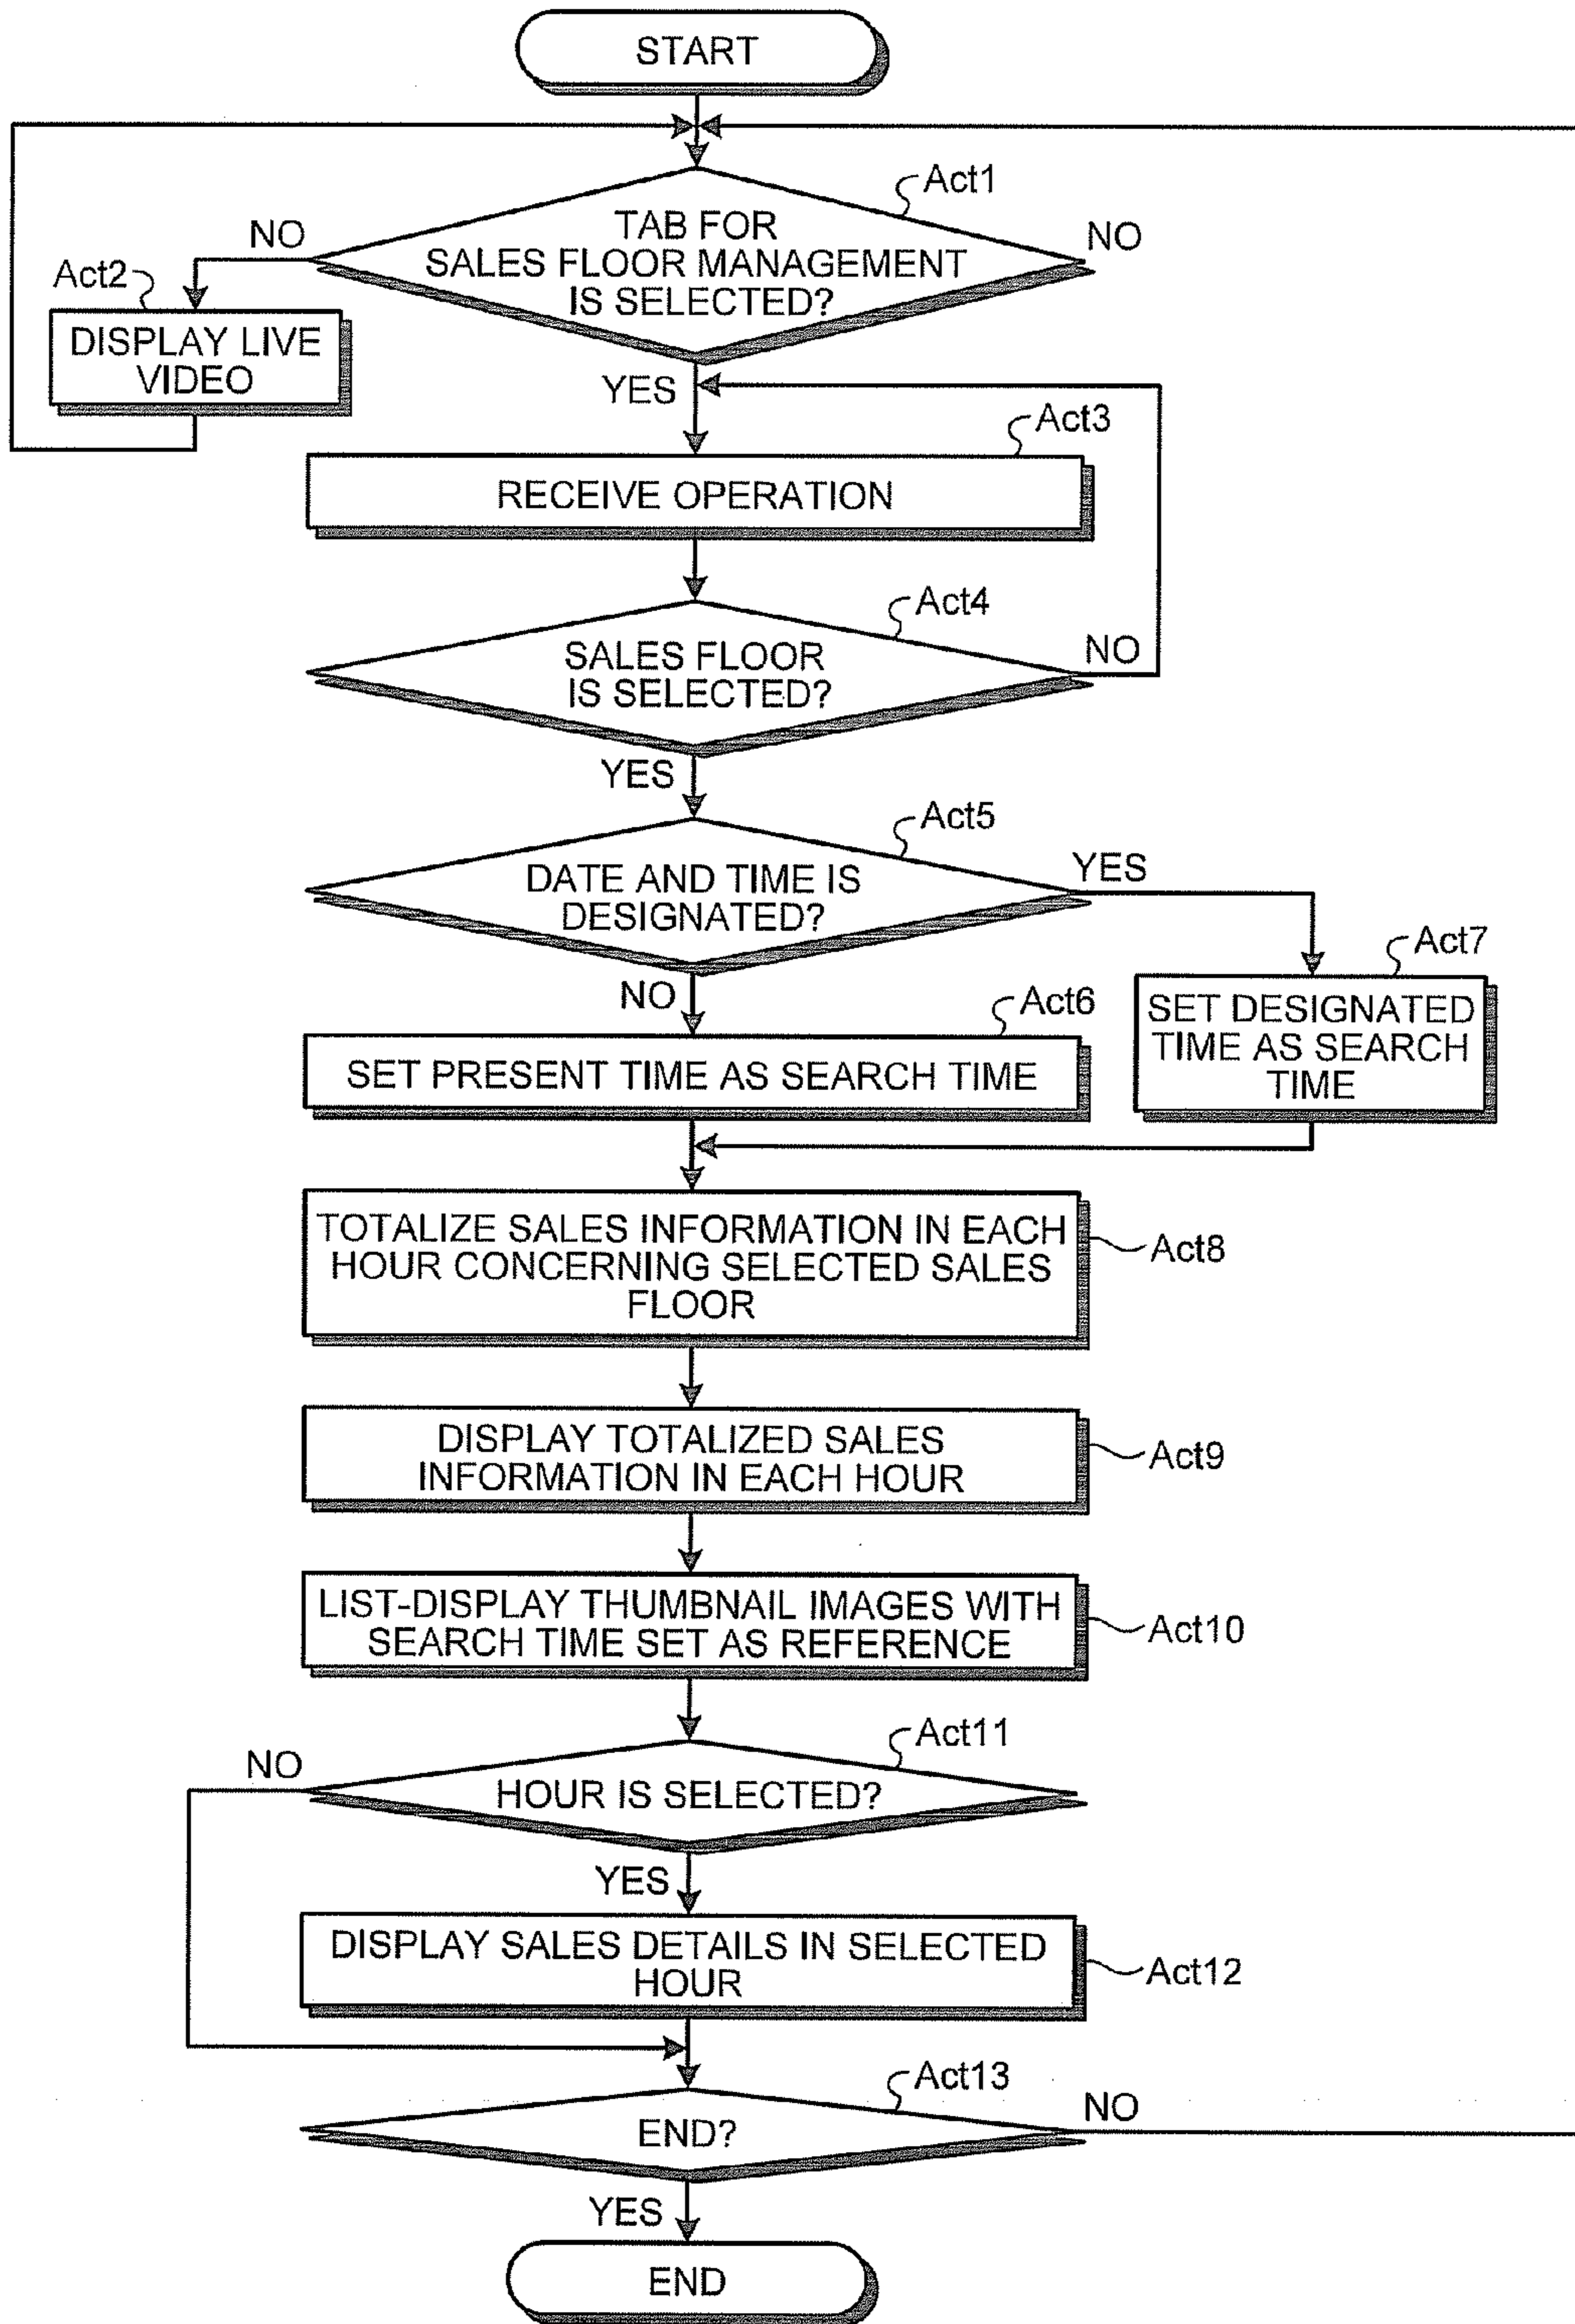 START
Act1
NO
TAB FOR
SALES FLOOR MANAGEMENT
IS SELECTED?
NO
Act2
DISPLAY LIVE
VIDEO
YES
Act3
RECEIVE OPERATION
Act4
SALES FLOOR
IS SELECTED?
NO
YES
Act5
DATE AND TIME IS
DESIGNATED?
YES
NO
Act6
SET PRESENT TIME AS SEARCH TIME
Act7
SET DESIGNATED
TIME AS SEARCH
TIME
TOTALIZE SALES INFORMATION IN EACH
HOUR CONCERNING SELECTED SALES
FLOOR
Act8
DISPLAY TOTALIZED SALES
INFORMATION IN EACH HOUR
Act9
LIST-DISPLAY THUMBNAIL IMAGES WITH
SEARCH TIME SET AS REFERENCE
Act10
Act11
NO
HOUR IS SELECTED?
YES
DISPLAY SALES DETAILS IN SELECTED
HOUR
Act12
Act13
END?
NO
YES
END